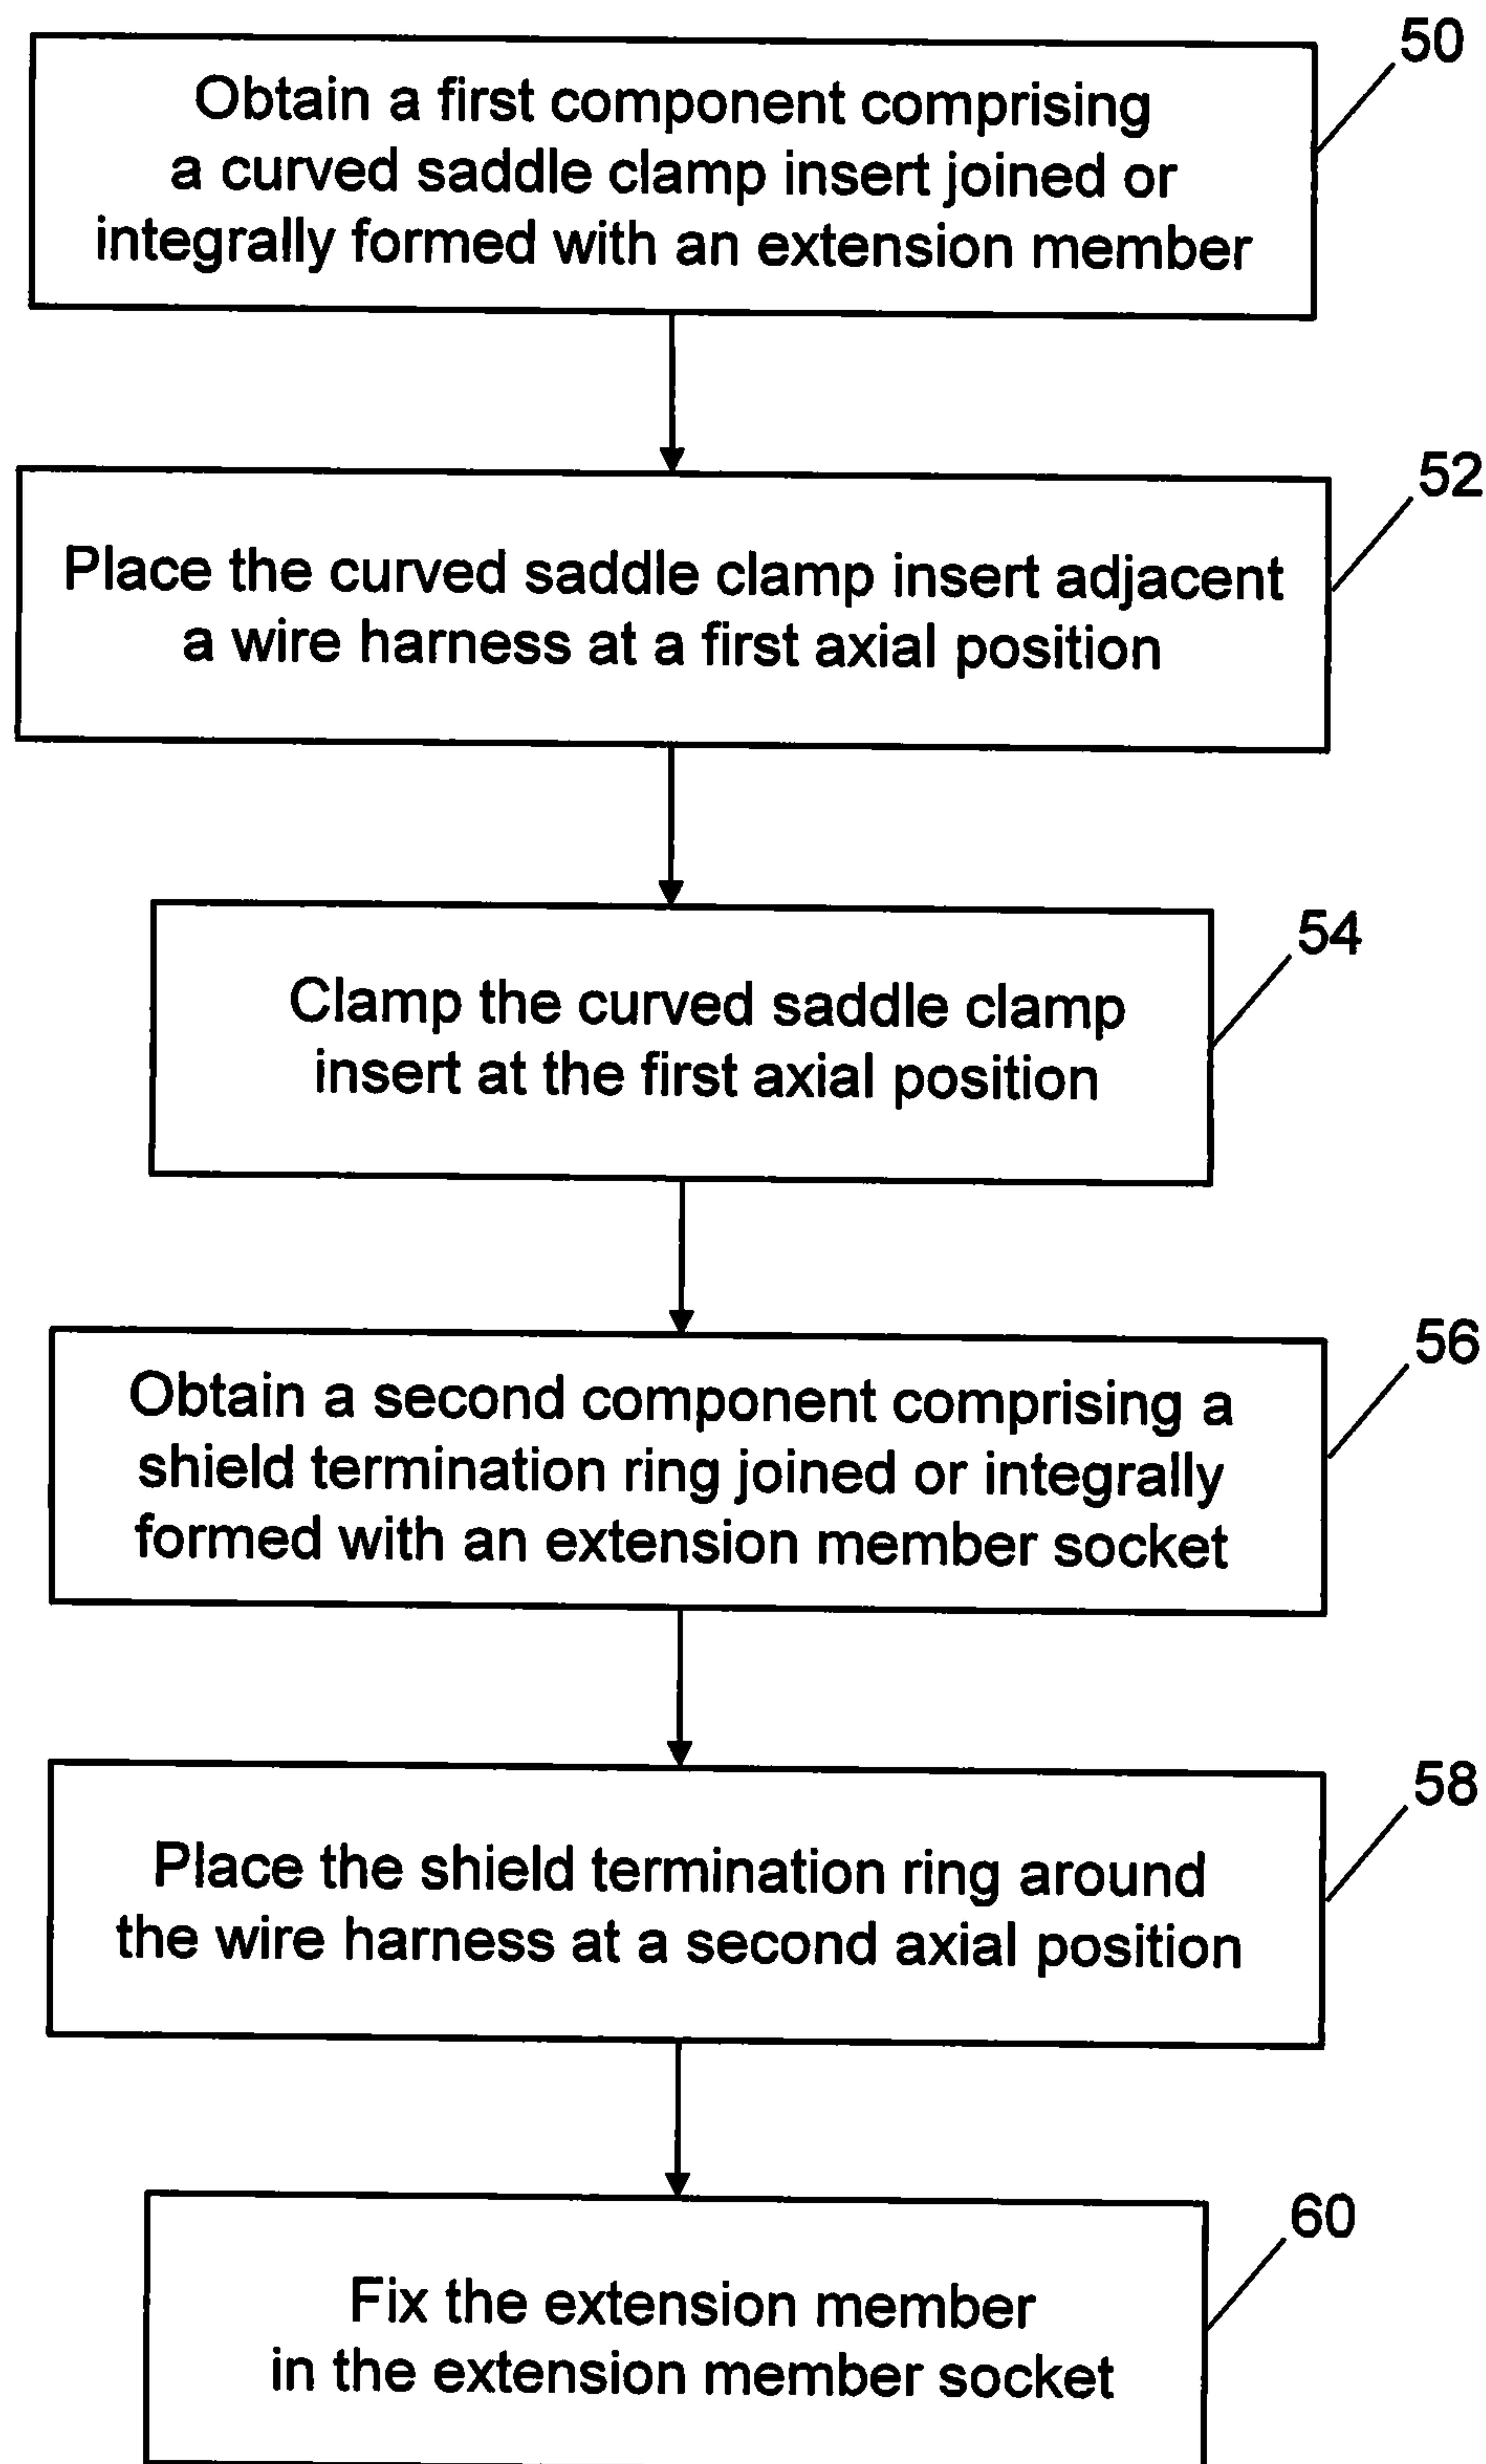 50
Obtain a first component comprising
a curved saddle clamp insert joined or
integrally formed with an extension member
52
Place the curved saddle clamp insert adjacent
a wire harness at a first axial position
54
Clamp the curved saddle clamp
insert at the first axial position
56
Obtain a second component comprising a
shield termination ring joined or integrally
formed with an extension member socket
58
Place the shield termination ring around
the wire harness at a second axial position
60
Fix the extension member
in the extension member socket